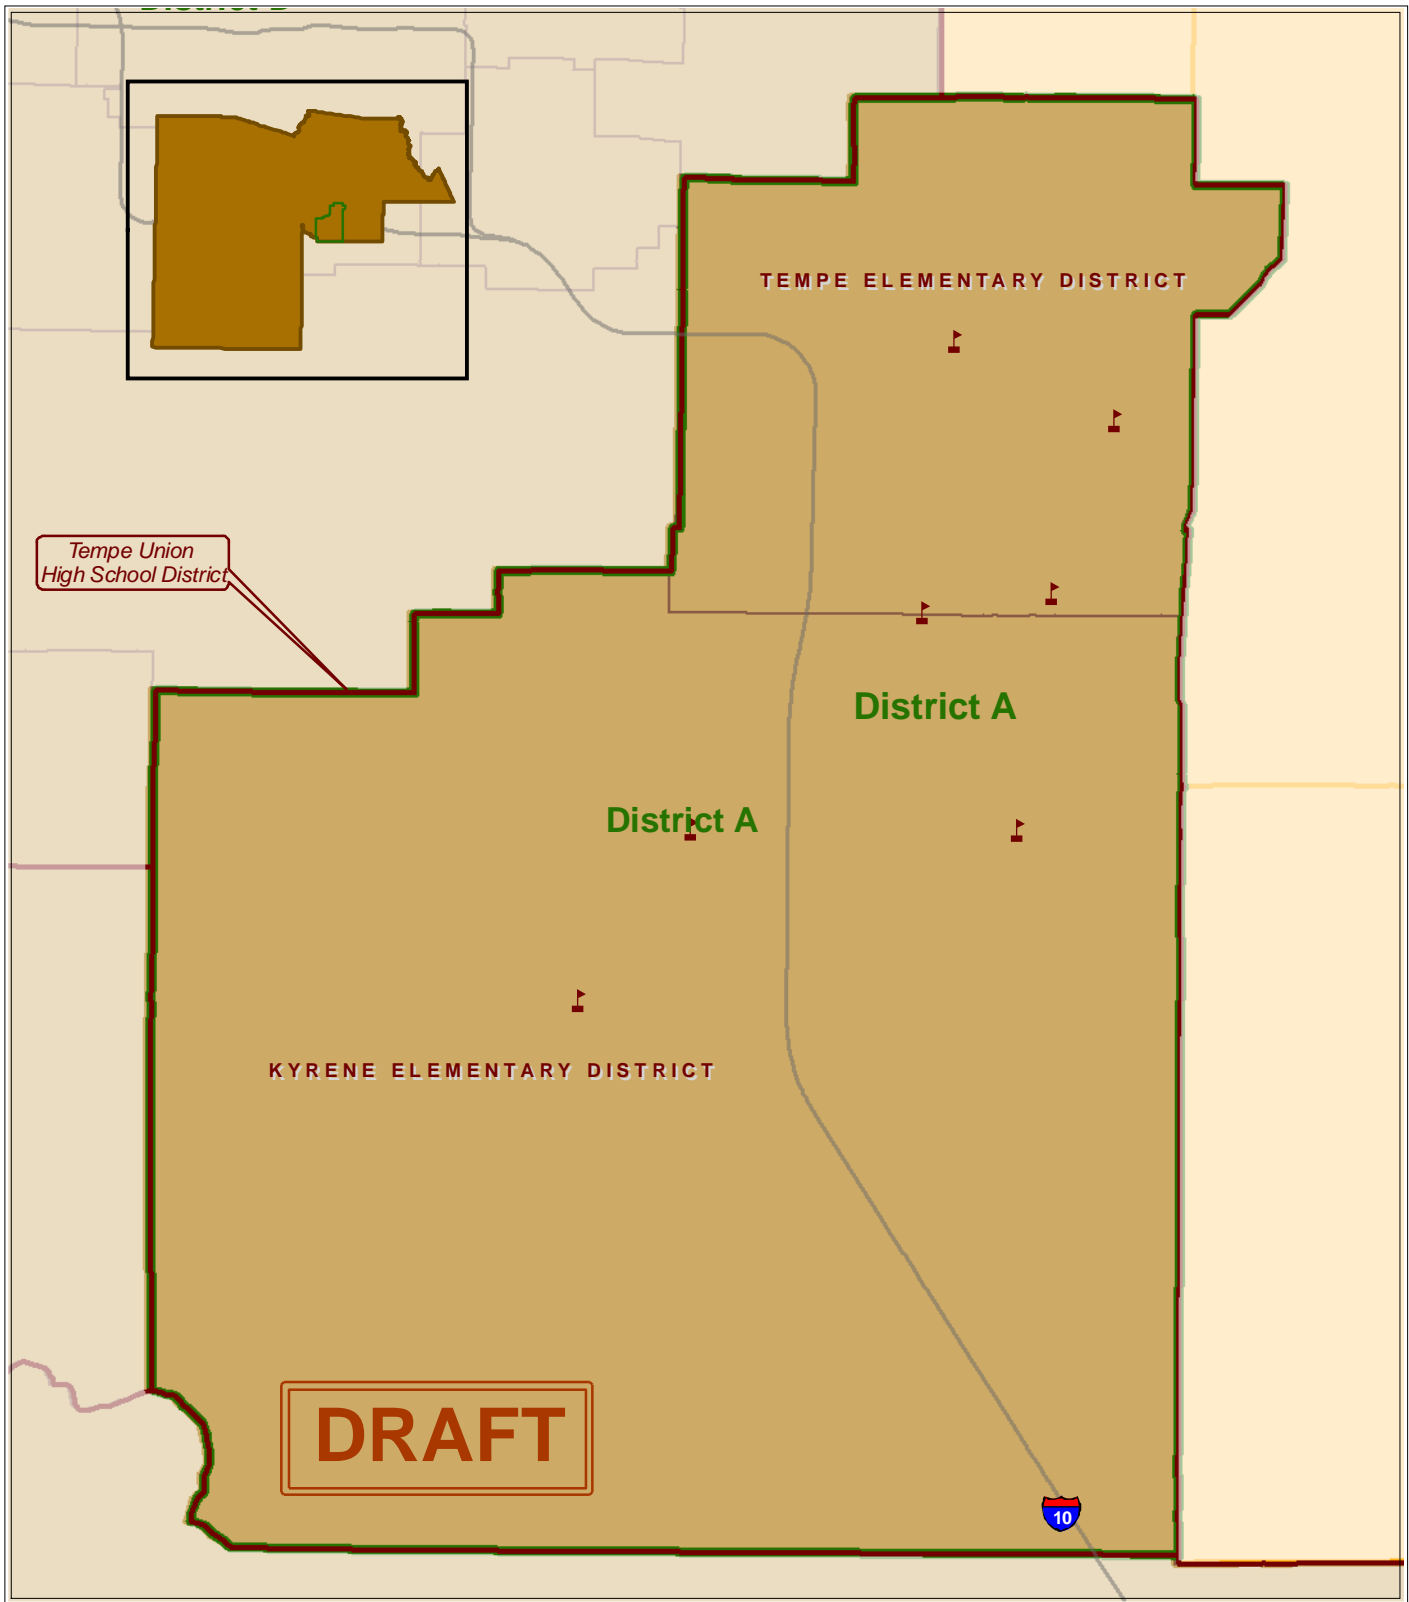 TEMPE ELEMENTARY DISTRICT
Tempe Union
High School District
District A
District A
KYRENE ELEMENTARY DISTRICT
DRAFT
10